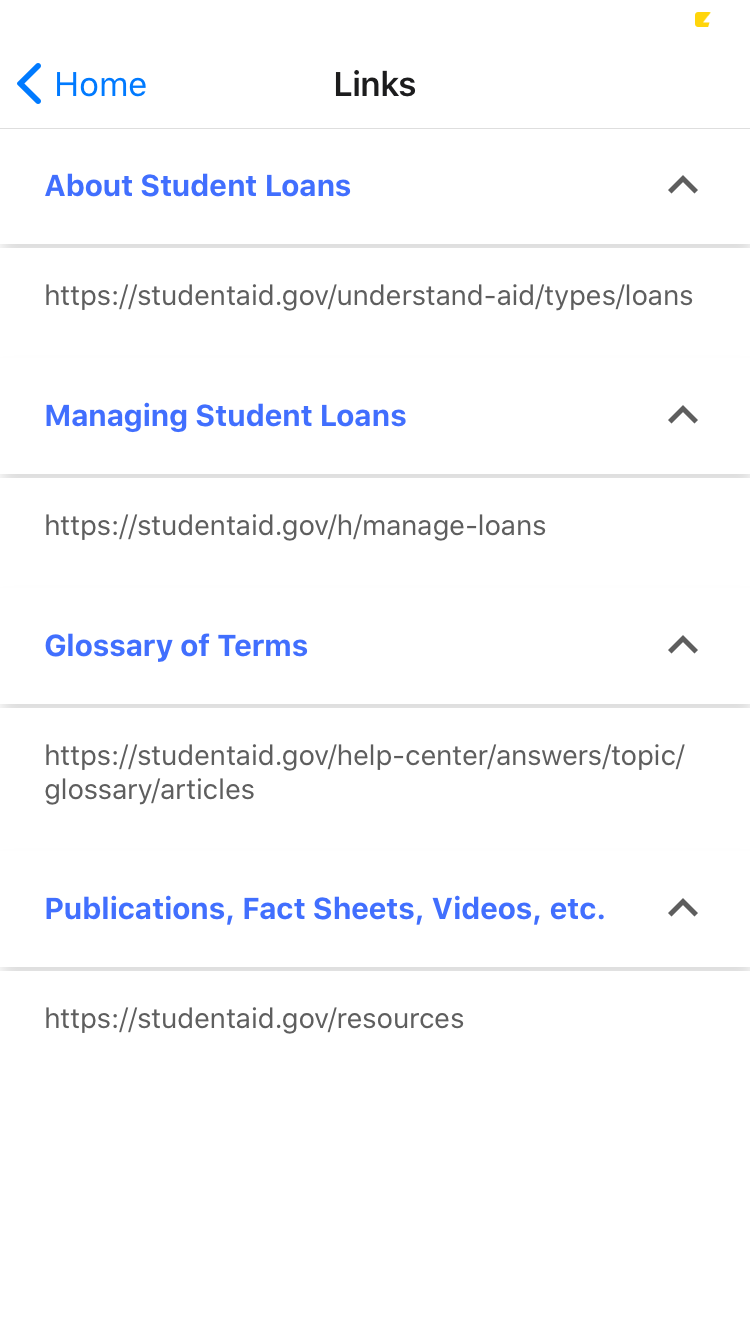 Home
Links
About Student Loans
https://studentaid.gov/understand-aid/types/loans
Managing Student Loans
https://studentaid.gov/h/manage-loans
Glossary of Terms
https://studentaid.gov/help-center/answers/topic/
glossary/articles
Publications, Fact Sheets, Videos, etc.
https://studentaid.gov/resources